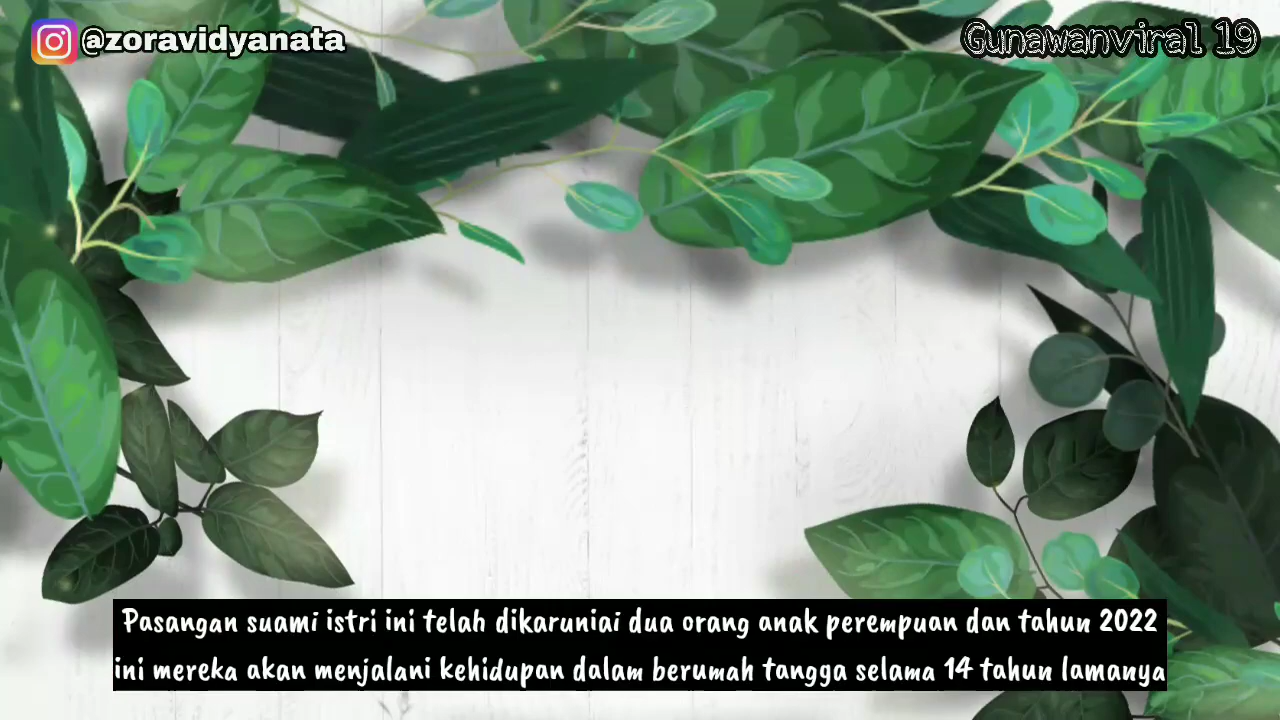 @zoravidyanata
Gunawanviral 19
Pasangan suami istri ini telah dikaruniai dua orang anak perempuan dan tahun 2022
ini mereka akan menjalani kehidupan dalam berumah tangga selama 14 tahun lamanya